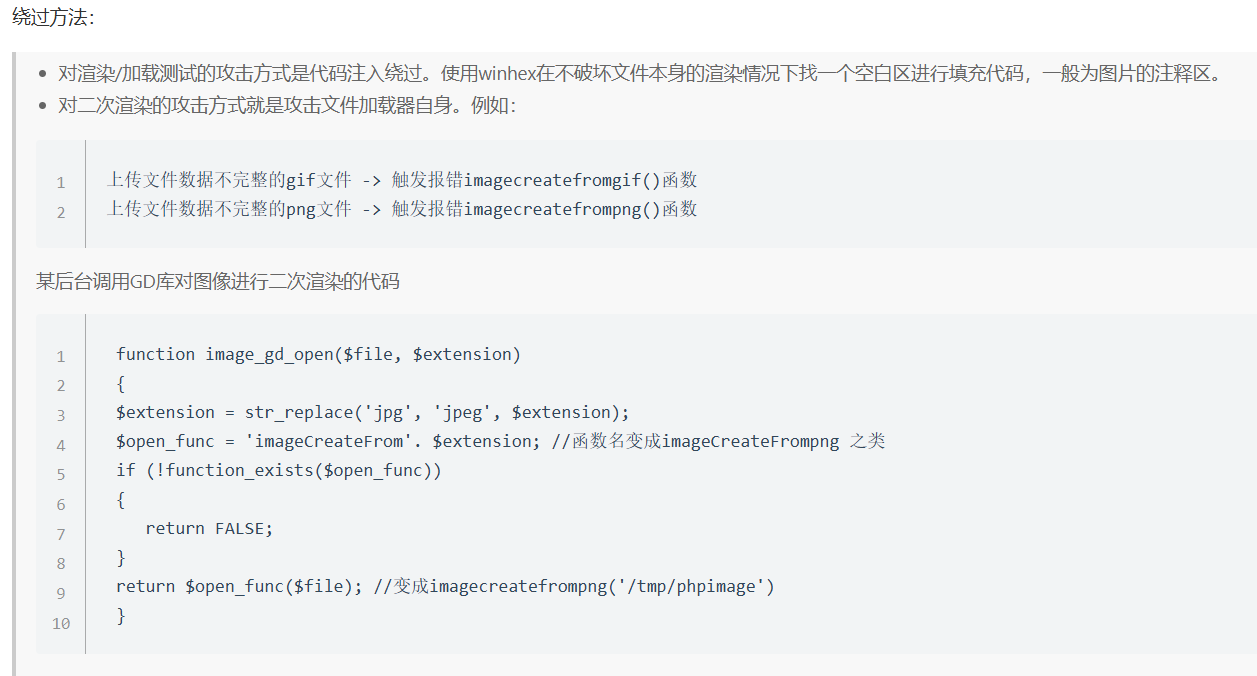 绕过方法：
对渲染/加载测试的攻击方式是代码注入绕过。使用winhex在不破坏文件本身的渲染情况下找一个空白区进行填充代码，一般为图片的注释区。
对二次渲染的攻击方式就是攻击文件加载器自身。例如：
1 上传文件数据不完整的gif文件 -> 触发报错imagecreatefromgif()函数
2 上传文件数据不完整的png文件 -> 触发报错imagecreatefrompng()函数
某后台调用GD库对图像进行二次渲染的代码
1 function image_gd_open($file, $extension)
2 {
3 $extension = str_replace('jpg', 'jpeg', $extension);
4 $open_func = 'imageCreateFrom'. $extension; //函数名变成imageCreateFrompng 之类
5 if (!function_exists($open_func))
6 {
7    return FALSE;
8 }
9 return $open_func($file); //变成imagecreatefrompng('/tmp/phpimage')
10 }